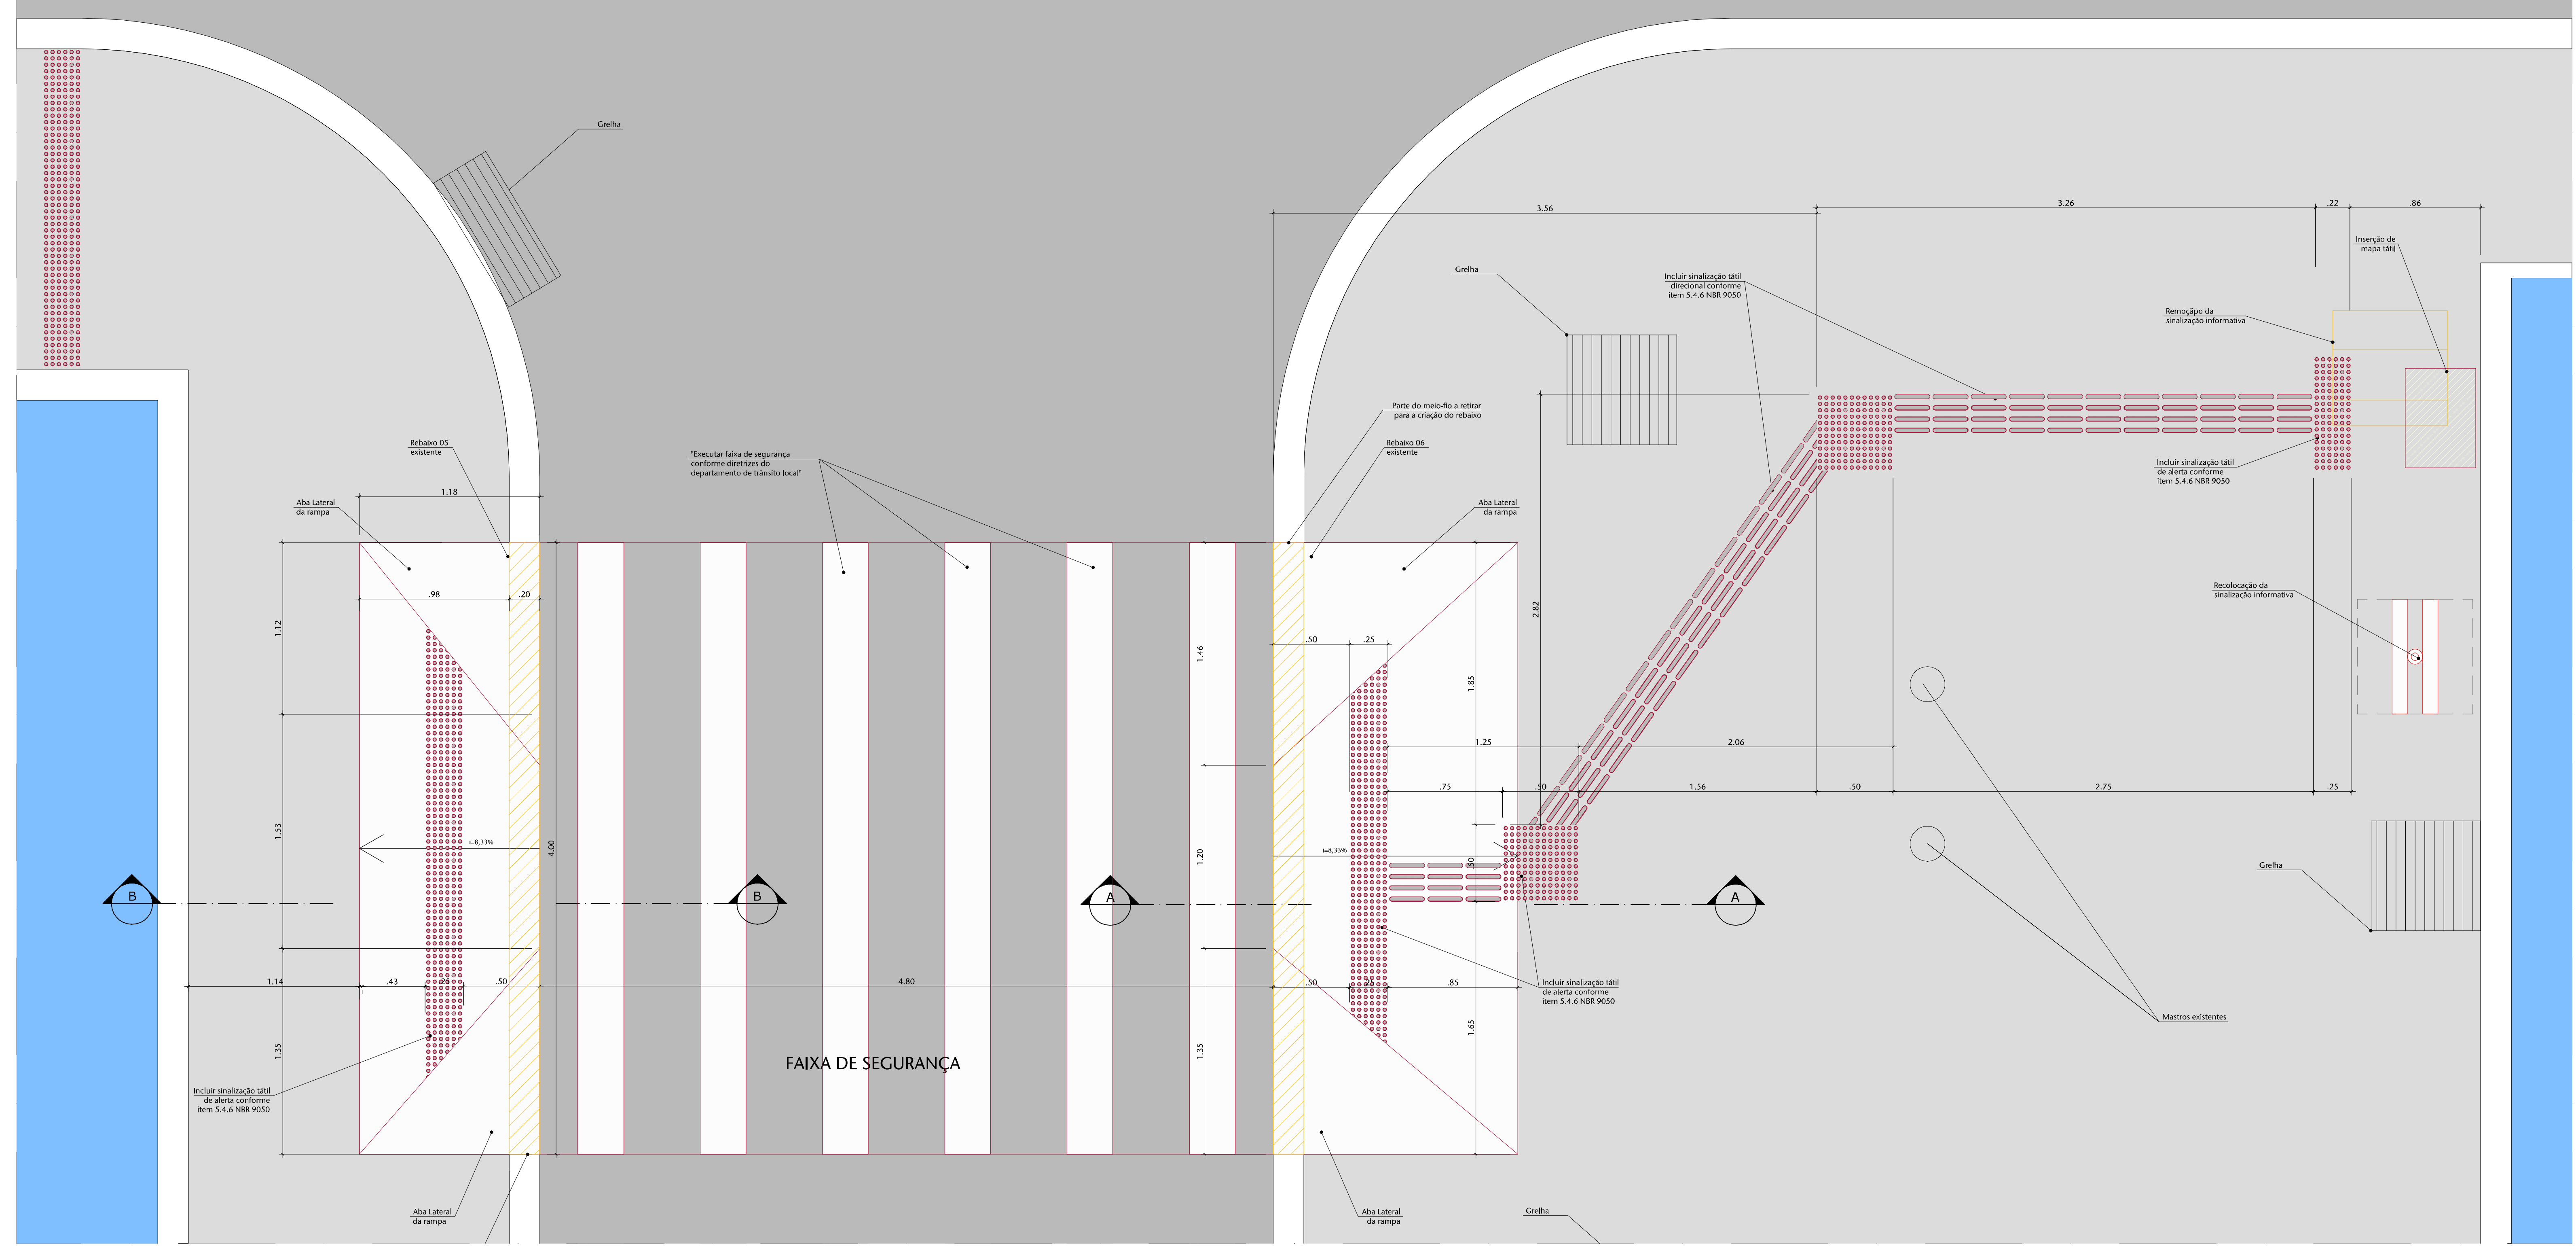 Grelha
3.56
3.26
.22
.86
Inserção de
mapa tátil
Grelha
Incluir sinalização tátil
direcional conforme
item 5.4.6 NBR 9050
Remoçãpo da
sinalização informativa
Parte do meio-fio a retirar
para a criação do rebaixo
Rebaixo 05
existente
Rebaixo 06
existente
"Executar faixa de segurança
conforme diretrizes do
departamento de trânsito local"
Incluir sinalização tátil
de alerta conforme
item 5.4.6 NBR 9050
1.18
Aba Lateral
da rampa
Aba Lateral
da rampa
.98
.20
1.12
2.82
Recolocação da
sinalização informativa
.50
.25
1.46
1.85
1.25
2.06
.75
.50
1.56
.50
2.75
.25
1.53
i=8,33%
4.00
1.20
i=8,33%
.50
Grelha
B
B
A
A
1.14
.43
.25
.50
4.80
.50
.25
.85
Incluir sinalização tátil
de alerta conforme
item 5.4.6 NBR 9050
Mastros existentes
1.35
1.35
1.65
FAIXA DE SEGURANÇA
Incluir sinalização tátil
de alerta conforme
item 5.4.6 NBR 9050
Aba Lateral
da rampa
Aba Lateral
da rampa
Grelha